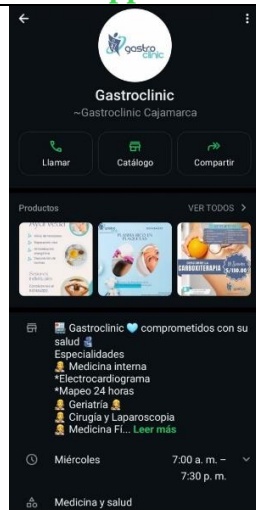 gastro
clinic
Gastroclinic
~Gastroclinic Cajamarca
Llamar
Catálogo
Compartir
Productos
VER TODOS >
CARBOXITERAPIA
🏥 Gastroclinic 🩵 comprometidos con su
salud
Especialidades
Medicina interna
*Electrocardiograma
*Mapeo 24 horas
Geriatría
Cirugía y Laparoscopia
Medicina Fí... Leer más
Miércoles
7:00 a. m. –
7:30 p. m.
Medicina y salud